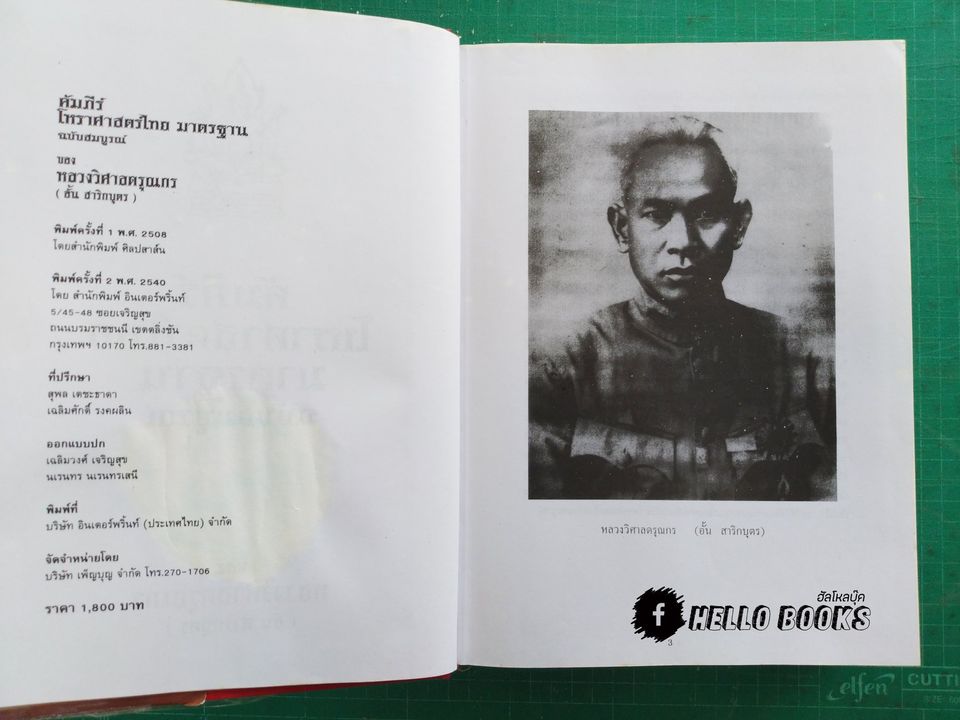 คัมภีร์
โหราศาสตร์ไทย มาตรฐาน
ฉบับสมบูรณ์
ของ
หลวงวิศาลดรุณกร
( อั้น สาริกบุตร )
พิมพ์ครั้งที่ 1 พ.ศ. 2508
โดยสำนักพิมพ์ ศิลปสาส์น
พิมพ์ครั้งที่ 2 พ.ศ. 2540
โดย สำนักพิมพ์ อินเตอร์พริ้นท์
5/45-48 ซอยเจริญสุข
ถนนบรมราชชนนี เขตตลิ่งชัน
กรุงเทพฯ 10170 โทร.881-3381
ที่ปรึกษา
สุพล เตชะธาดา
เฉลิมศักดิ์ รงคผลิน
ออกแบบปก
เฉลิมวงศ์ เจริญสุข
นเรนทร นเรนทรเสนี
พิมพ์ที่
บริษัท อินเตอร์พริ้นท์ (ประเทศไทย) จำกัด
จัดจำหน่ายโดย
บริษัท เพ็ญบุญ จำกัด โทร.270-1706
ราคา 1,800 บาท
หลวงวิศาลดรุณกร (อั้น สาริกบุตร)
ฮัลโหลบุ๊ค
f HELLO BOOKS
3
elfen CUTTI